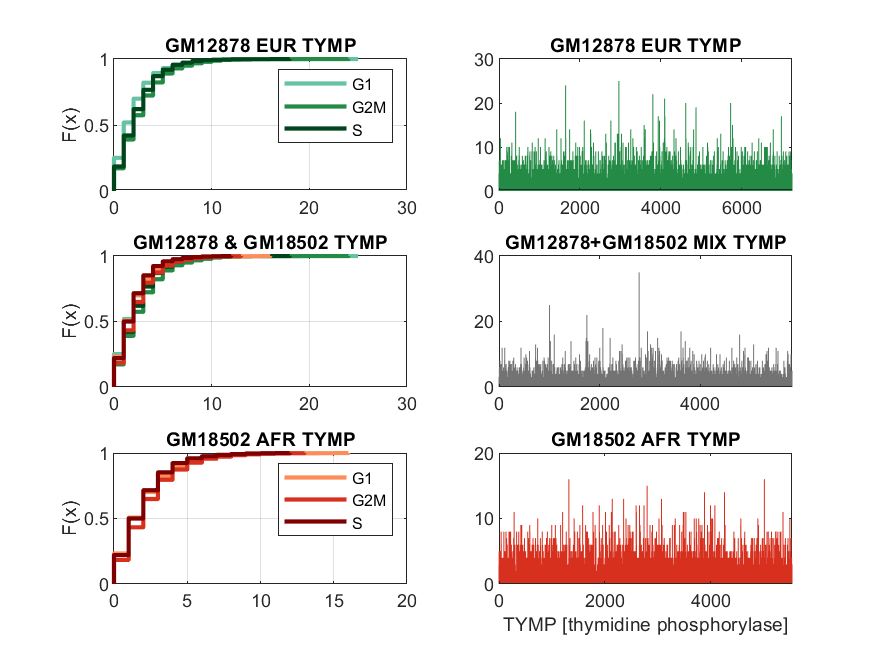 GM12878 EUR TYMP
1
0.5
0
F(x)
G1
G2M
S
0
10
20
30
GM12878 EUR TYMP
30
20
10
0
0
2000
4000
6000
GM12878 & GM18502 TYMP
1
0.5
0
F(x)
0
10
20
30
GM12878+GM18502 MIX TYMP
40
20
0
0
2000
4000
GM18502 AFR TYMP
1
0.5
0
F(x)
G1
G2M
S
0
5
10
15
20
GM18502 AFR TYMP
20
10
0
0
2000
4000
TYMP [thymidine phosphorylase]